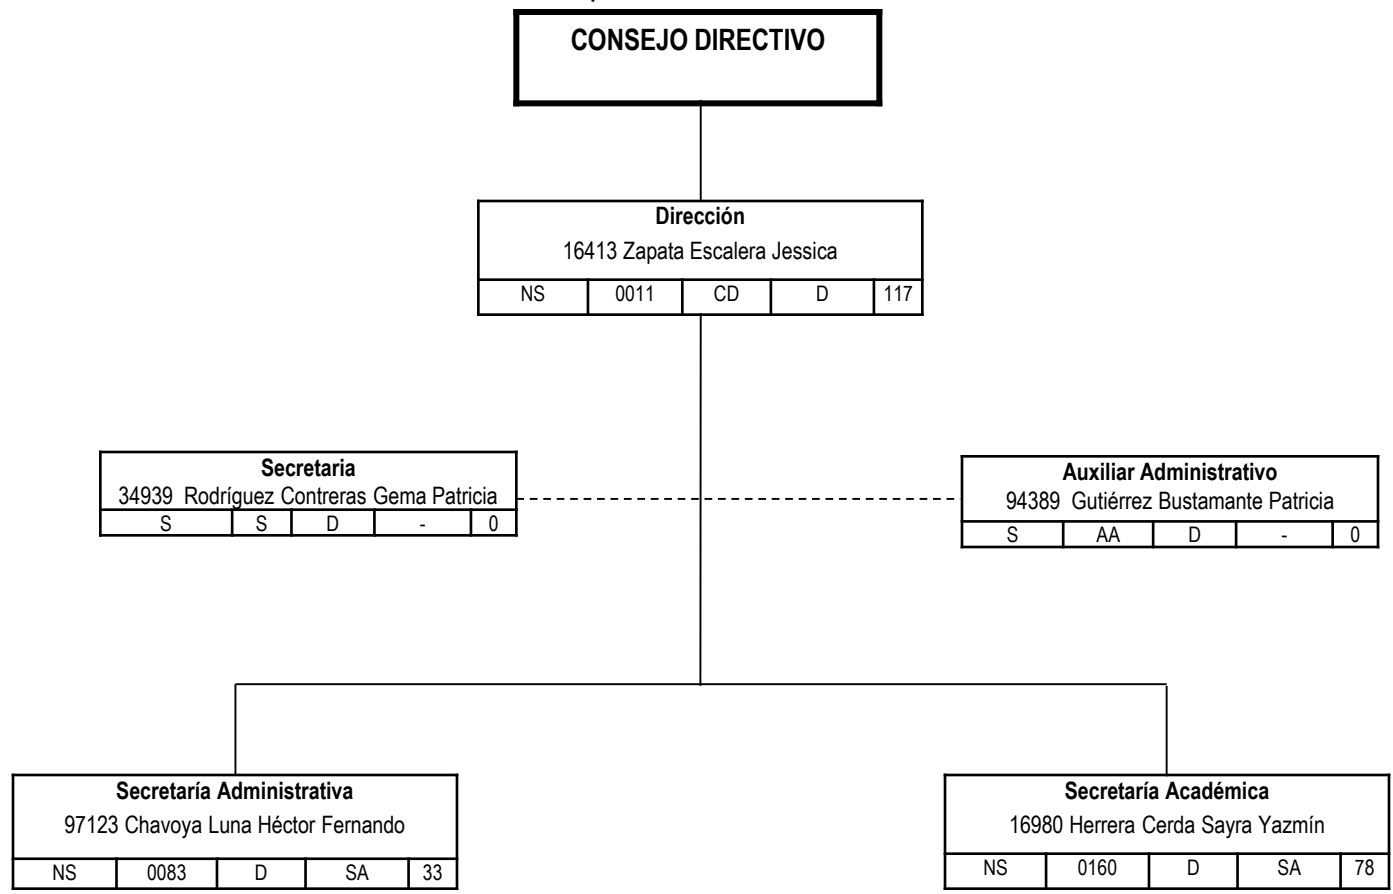 CONSEJO DIRECTIVO
Dirección
16413 Zapata Escalera Jessica
NS 0011 CD D 117
Secretaria
34939 Rodríguez Contreras Gema Patricia
S S D - 0
Auxiliar Administrativo
94389 Gutiérrez Bustamante Patricia
S AA D - 0
Secretaría Administrativa
97123 Chavoya Luna Héctor Fernando
NS 0083 D SA 33
Secretaría Académica
16980 Herrera Cerda Sayra Yazmín
NS 0160 D SA 78